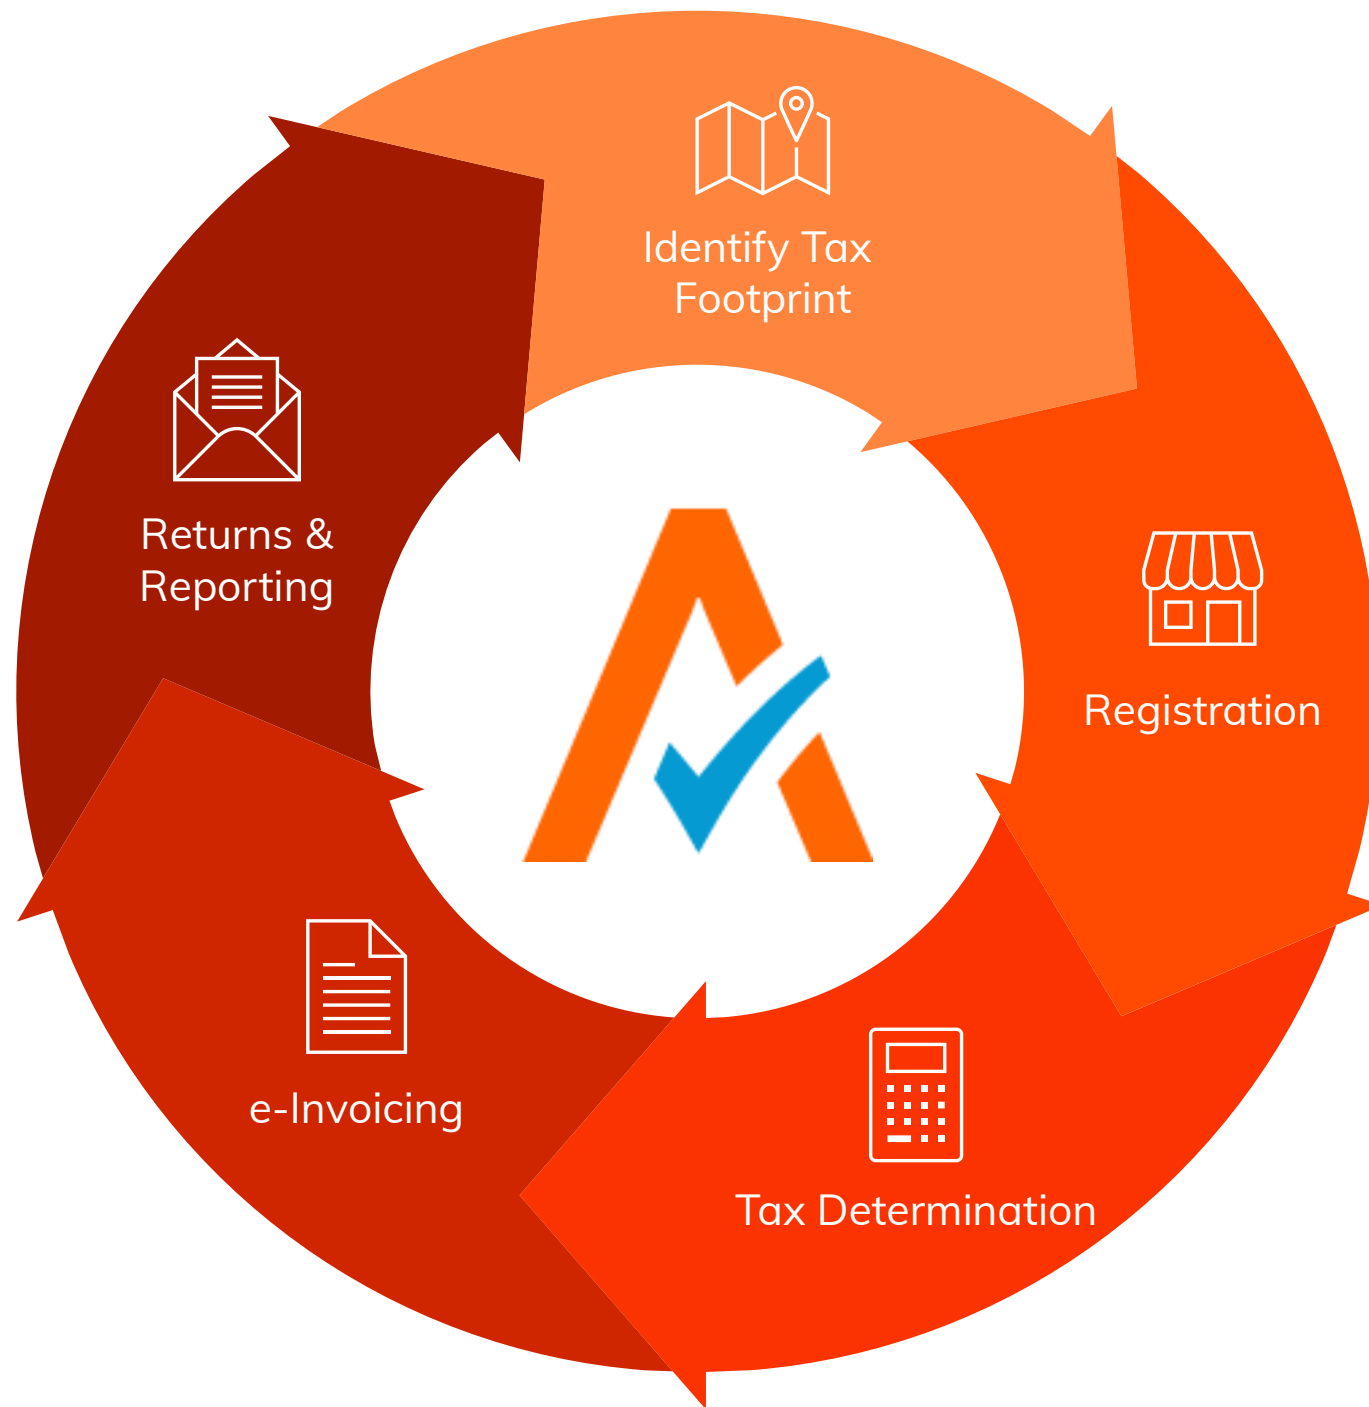 Identify Tax
Footprint
Registration
Tax Determination
e-Invoicing
Returns &
Reporting